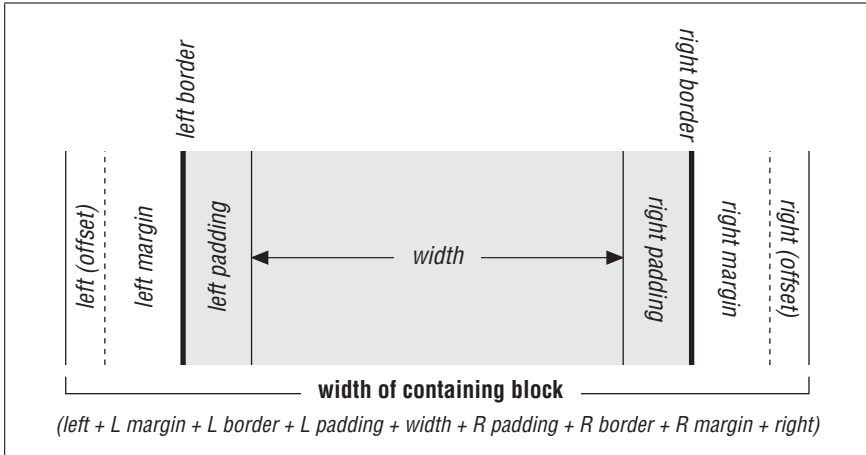 left border
right border
left (offset)
left margin
left padding
width
right padding
right margin
right (offset)
width of containing block
(left + L margin + L border + L padding + width + R padding + R border + R margin + right)